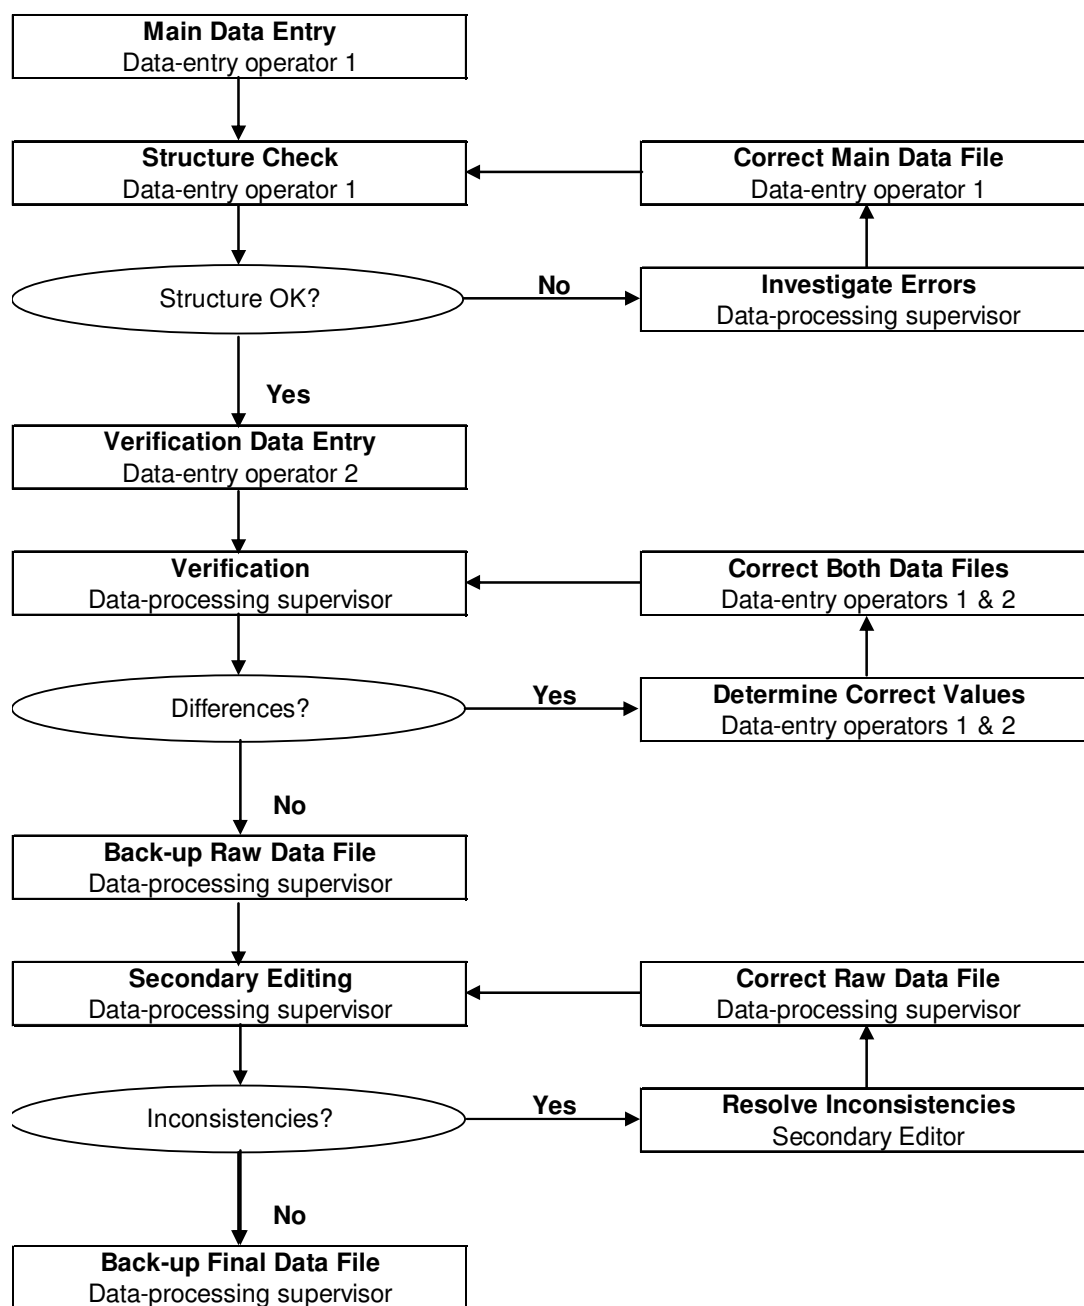 Main Data Entry
Data-entry operator 1
Structure Check
Data-entry operator 1
Correct Main Data File
Data-entry operator 1
Structure OK?
No
Investigate Errors
Data-processing supervisor
Yes
Verification Data Entry
Data-entry operator 2
Verification
Data-processing supervisor
Correct Both Data Files
Data-entry operators 1 & 2
Differences?
Yes
Determine Correct Values
Data-entry operators 1 & 2
No
Back-up Raw Data File
Data-processing supervisor
Secondary Editing
Data-processing supervisor
Correct Raw Data File
Data-processing supervisor
Inconsistencies?
Yes
Resolve Inconsistencies
Secondary Editor
No
Back-up Final Data File
Data-processing supervisor